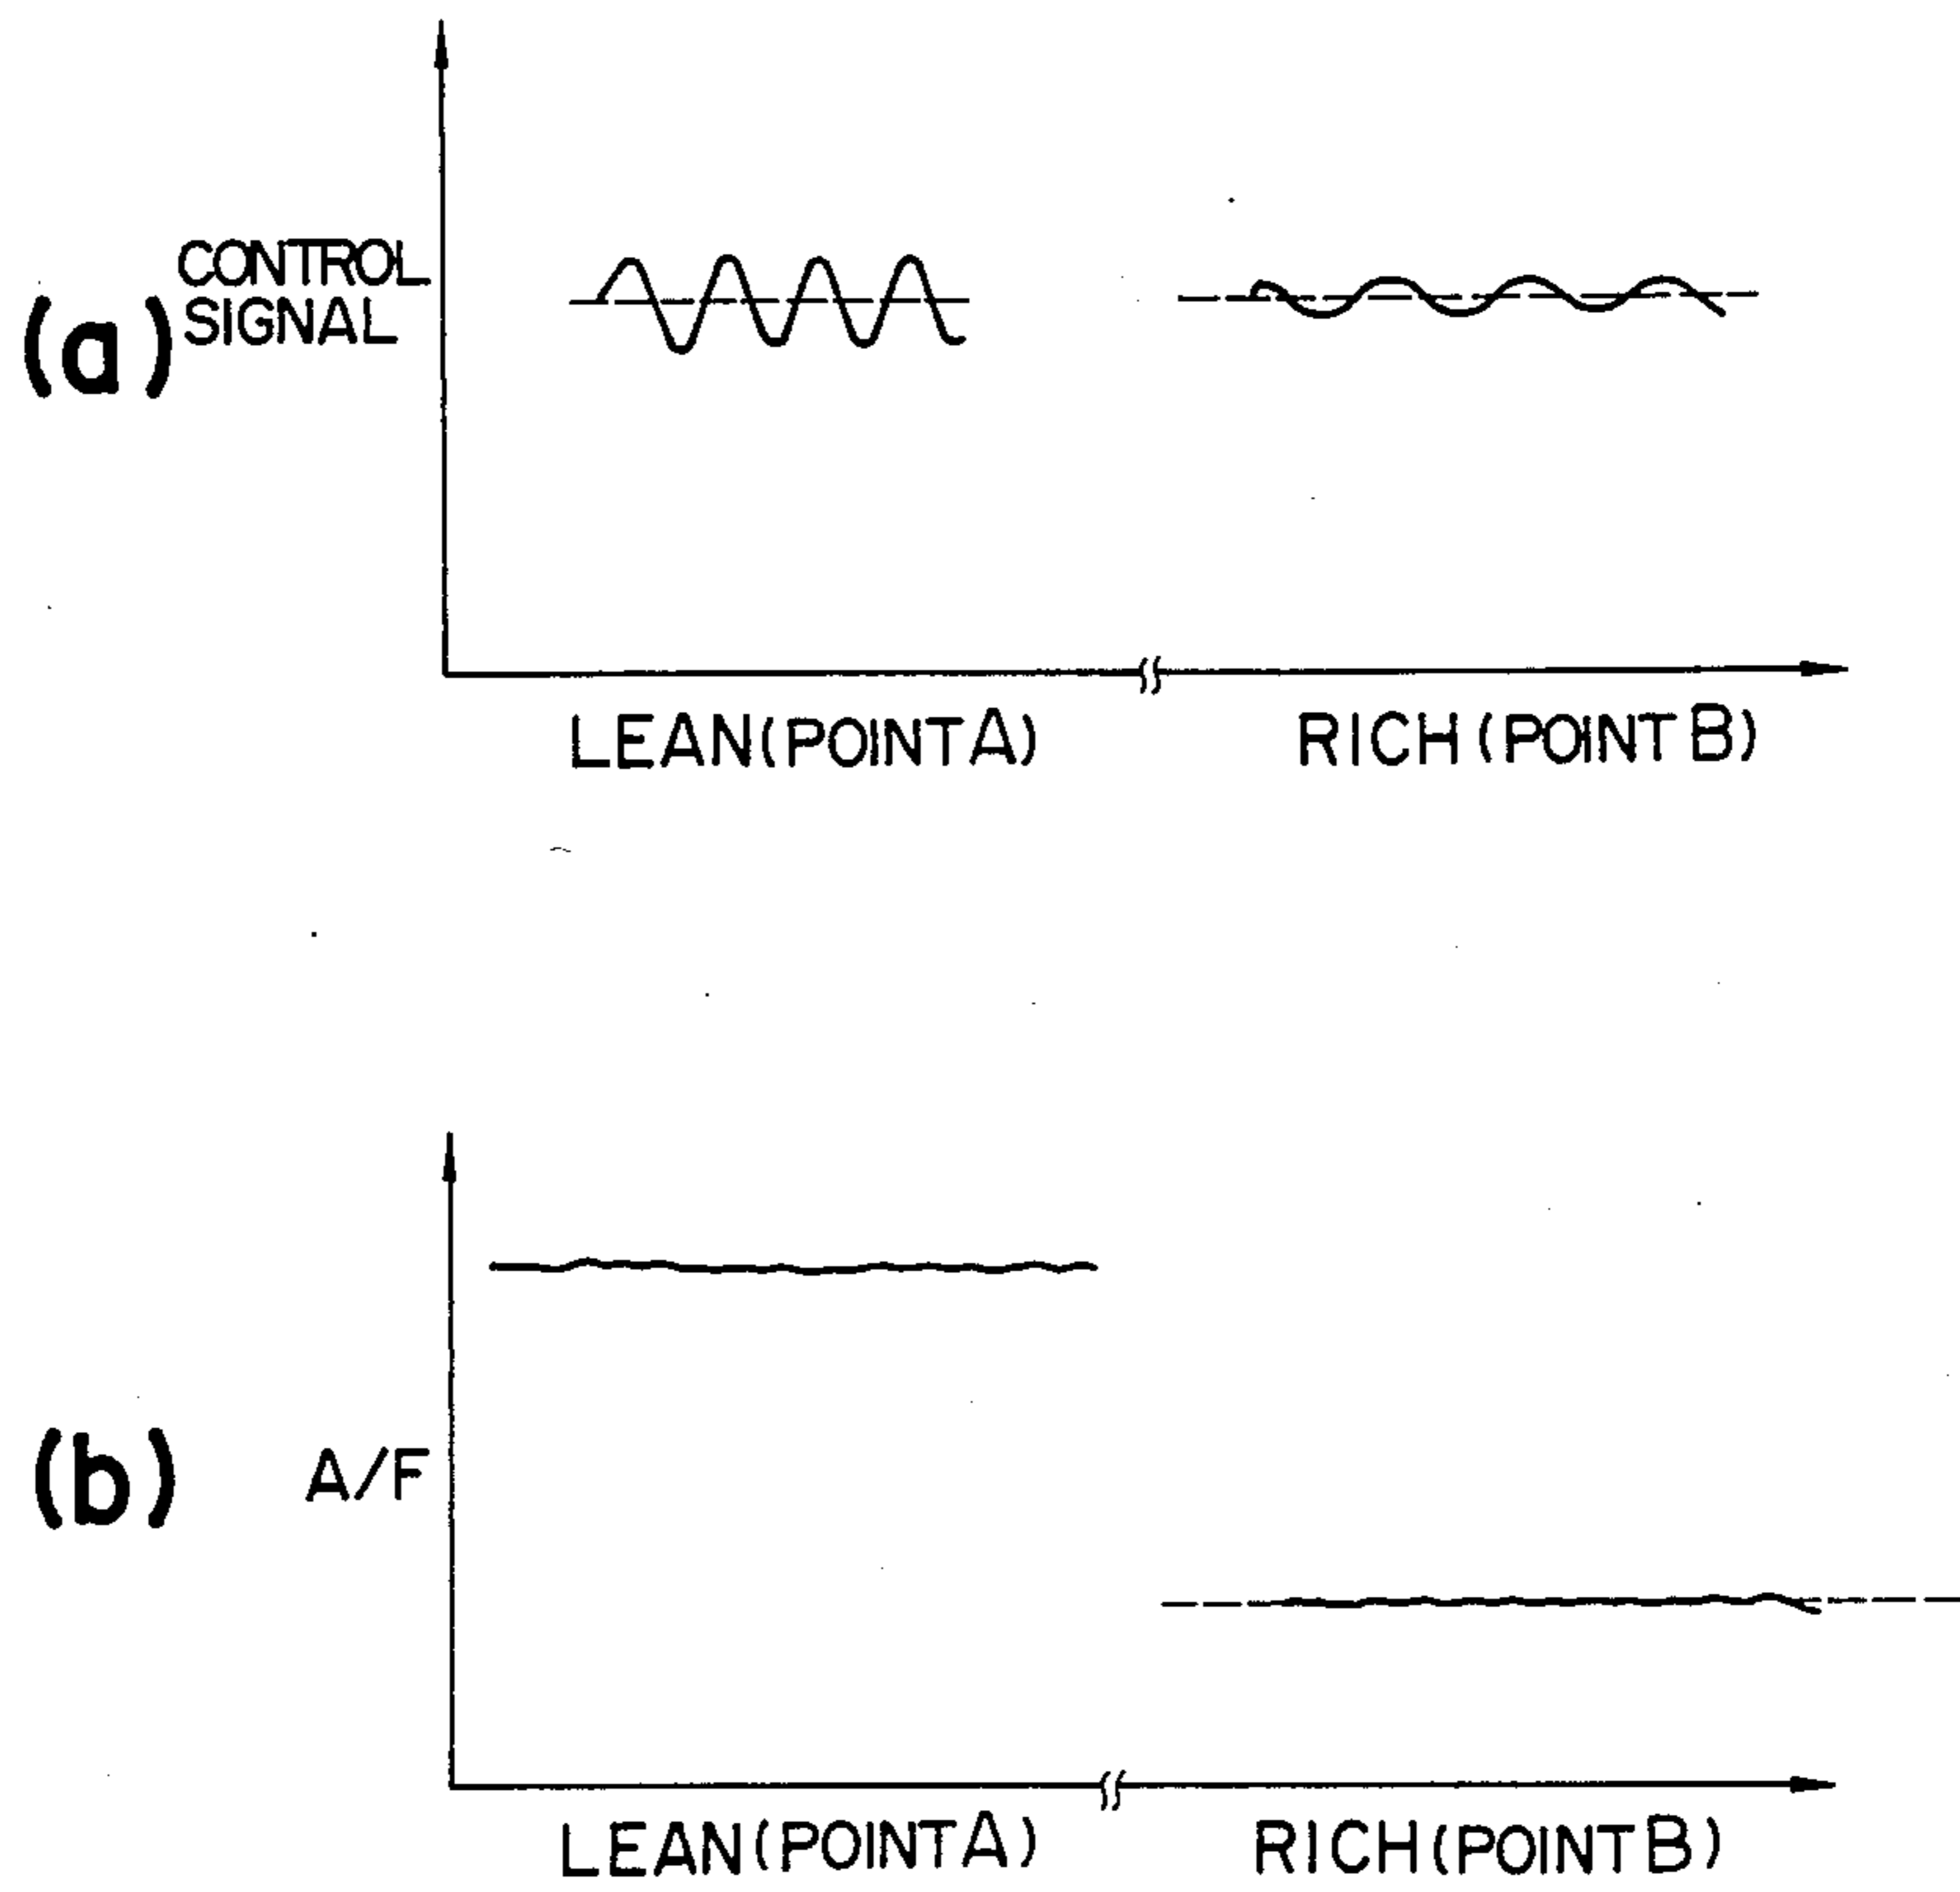 (a)
CONTROL
SIGNAL
LEAN(POINT A)
RICH(POINT B)
(b)
A/F
LEAN(POINT A)
RICH(POINT B)